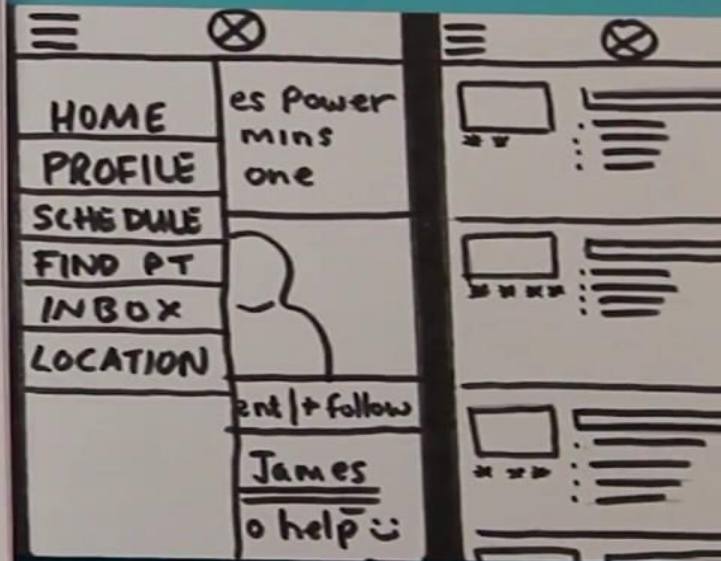 HOME
PROFILE
SCHEDULE
FIND PT
INBOX
LOCATION
es Power
mins
one
ent | + follow
James
o help :)